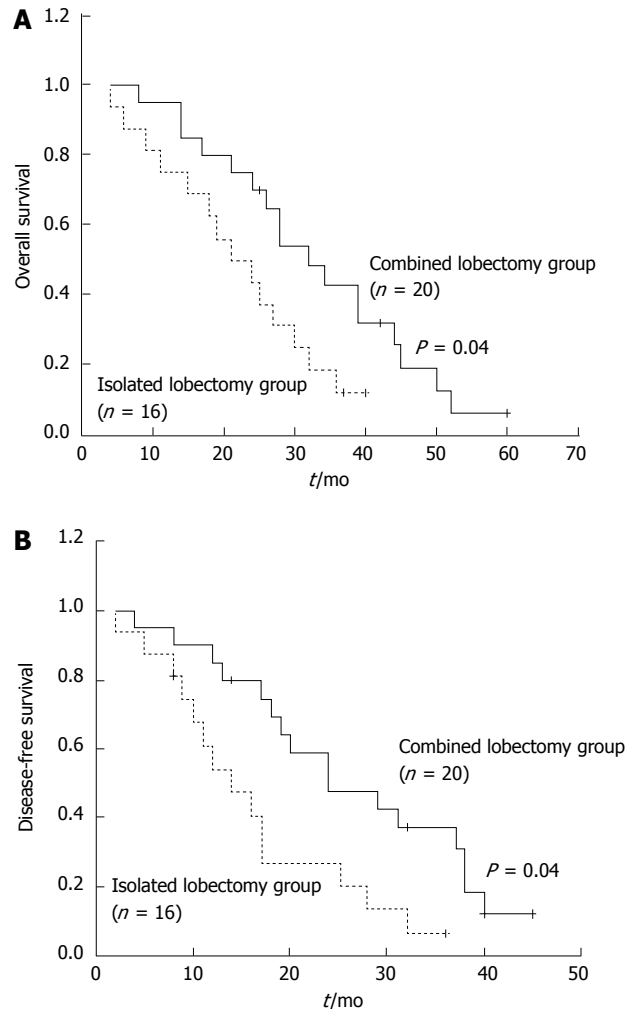 A
1.2
1.0
0.8
0.6
0.4
0.2
0.0
Overall survival
Combined lobectomy group
(n = 20)
P = 0.04
Isolated lobectomy group
(n = 16)
0 10 20 30 40 50 60 70
t/mo
B
1.2
1.0
0.8
0.6
0.4
0.2
0.0
Disease-free survival
Combined lobectomy group
(n = 20)
P = 0.04
Isolated lobectomy group
(n = 16)
0 10 20 30 40 50
t/mo